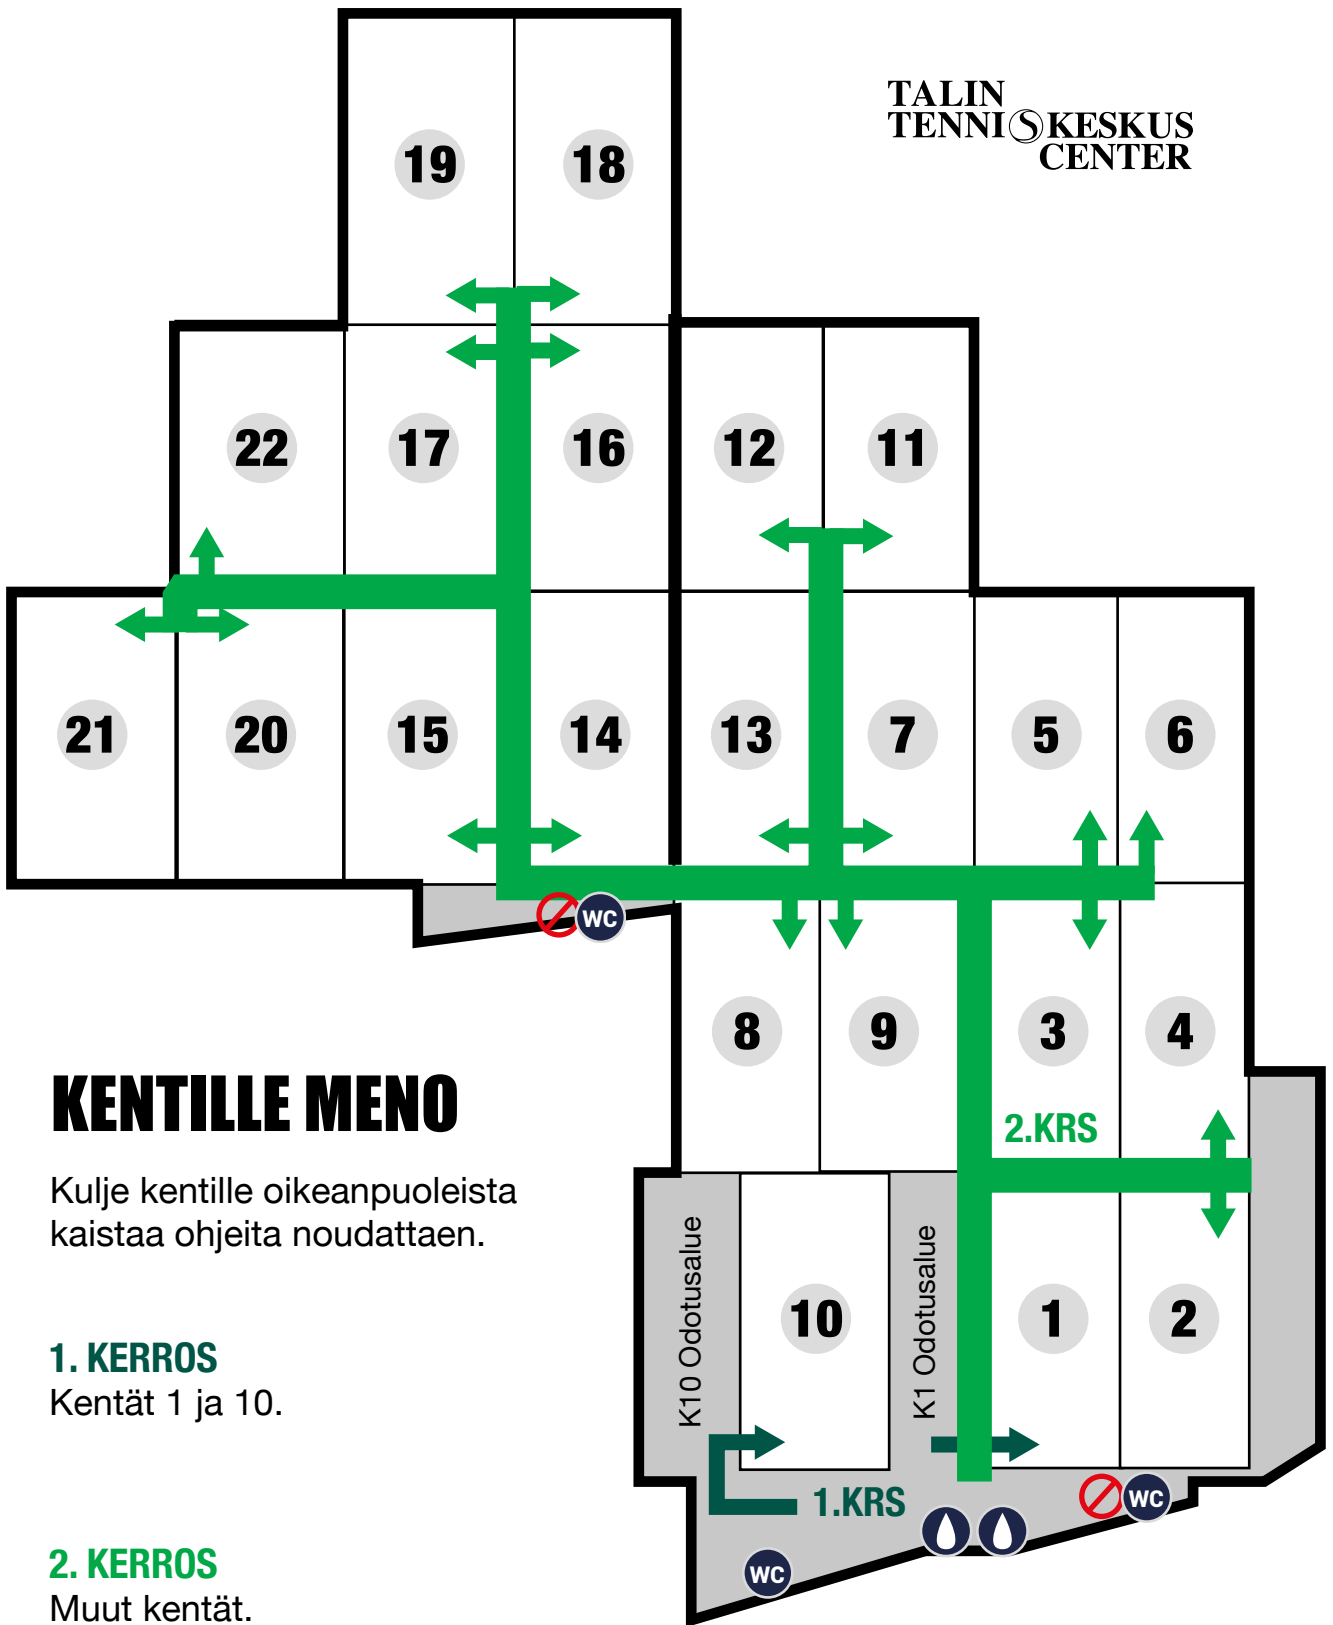 TALIN
TENNISKESKUS
CENTER
19
18
22
17
16
12
11
21
20
15
14
13
7
5
6
WC
8
9
3
4
2.KRS
KENTILLE MENO
Kulje kentille oikeanpuoleista
kaistaa ohjeita noudattaen.
K10 Odotusalue
10
K1 Odotusalue
1
2
1. KERROS
Kentät 1 ja 10.
1.KRS
WC
WC
2. KERROS
Muut kentät.